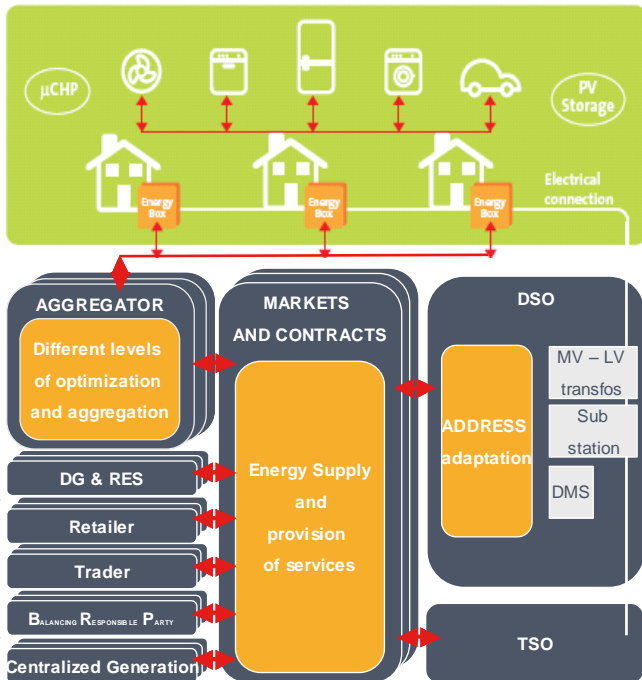 μCHP
PV
Storage
Energy
Box
Energy
Box
Energy
Box
Electrical
connection
AGGREGATOR
Different levels
of optimization
and aggregation
MARKETS
AND CONTRACTS
Energy Supply
and
provision
of services
DSO
ADDRESS
adaptation
MV – LV
transfos
Sub
station
DMS
DG & RES
Retailer
Trader
BALANCING RESPONSIBLE PARTY
Centralized Generation
TSO